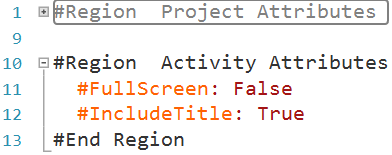 1 #Region  Project Attributes
9
10 #Region  Activity Attributes
11 #FullScreen: False
12 #IncludeTitle: True
13 #End Region